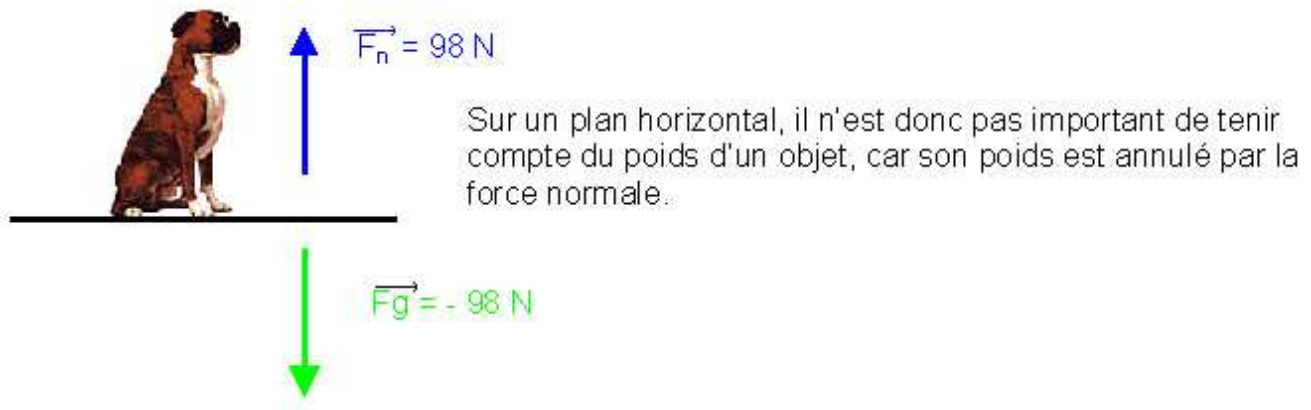 Fn = 98 N
Sur un plan horizontal, il n'est donc pas important de tenir
compte du poids d'un objet, car son poids est annulé par la
force normale.
Fg = - 98 N